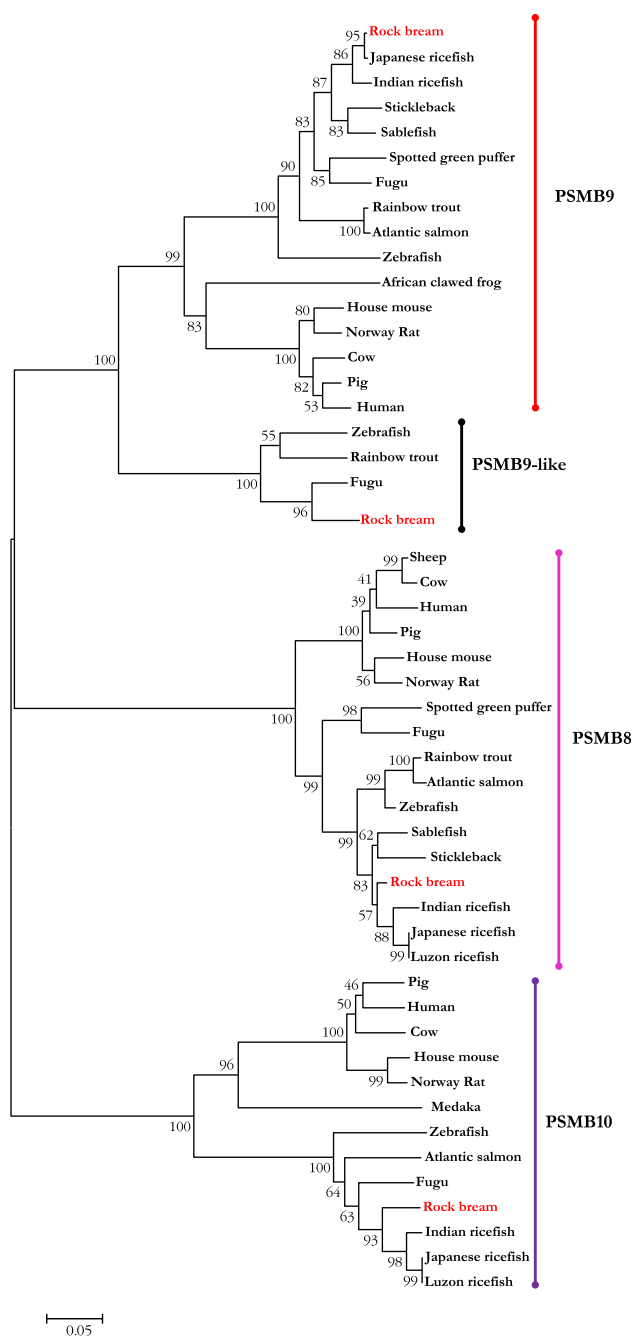 95 Rock bream
86 Japanese ricefish
Indian ricefish
87 Stickleback
83 Sablefish
83 Spotted green puffer
85 Fugu
90 Rainbow trout
100 Atlantic salmon
PSMB9
100 Zebrafish
99 African clawed frog
83 80 House mouse
Norway Rat
100 Cow
82 Pig
53 Human
100
55 Zebrafish
Rainbow trout
PSMB9-like
100 Fugu
96 Rock bream
99 Sheep
41 Cow
39 Human
100 Pig
House mouse
56 Norway Rat
98 Spotted green puffer
100 Fugu
PSMB8
100 Rainbow trout
99 Atlantic salmon
99 Zebrafish
99 62 Sablefish
Stickleback
83 Rock bream
57 Indian ricefish
88 Japanese ricefish
99 Luzon ricefish
46 Pig
50 Human
100 Cow
House mouse
96 99 Norway Rat
Medaka
100 Zebrafish
PSMB10
100 Atlantic salmon
64 Fugu
63 Rock bream
93 Indian ricefish
98 Japanese ricefish
99 Luzon ricefish
0.05